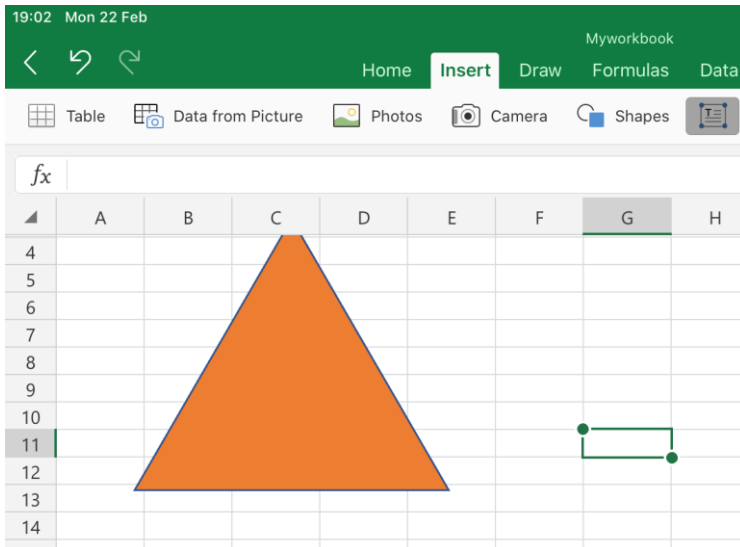 19:02 Mon 22 Feb
Myworkbook
Home Insert Draw Formulas Data
Table Data from Picture Photos Camera Shapes T
fx
A B C D E F G H
4
5
6
7
8
9
10
11
12
13
14